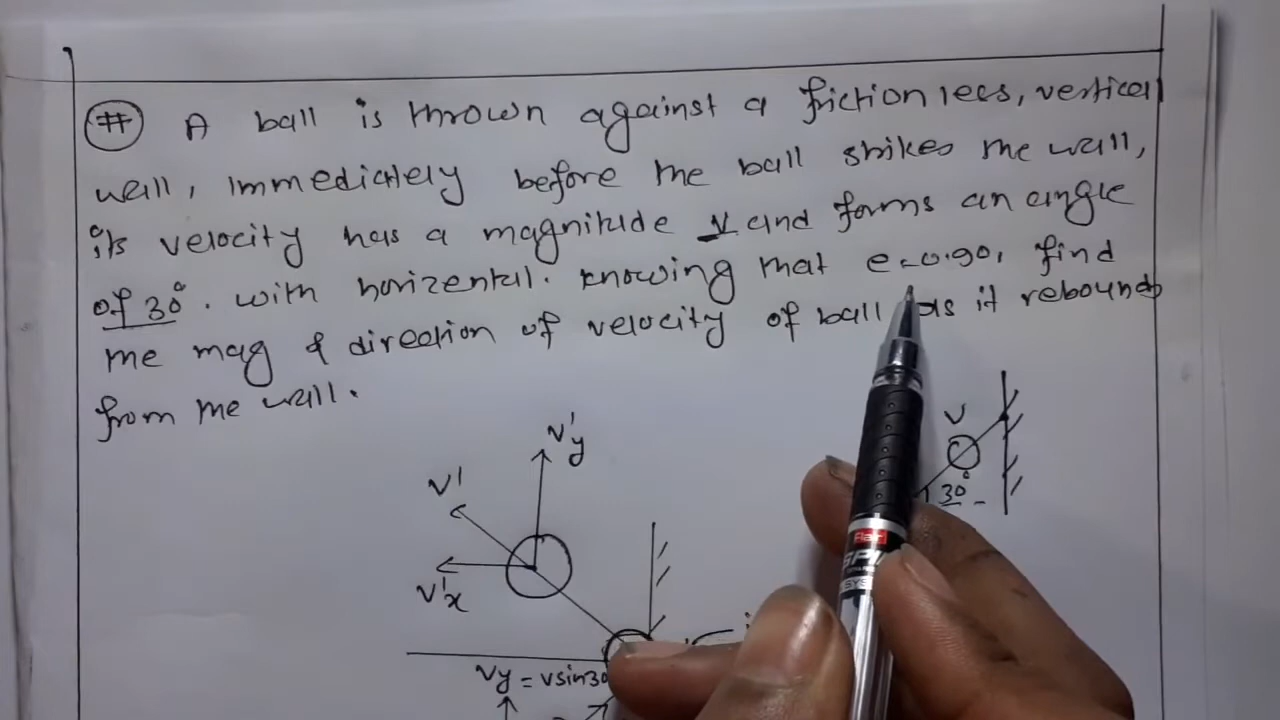 # A ball is thrown against a frictionless, vertical
wall, immediately before the ball strikes the wall,
its velocity has a magnitude v and forms an angle
of 30°. with horizental. knowing that e=0.90, find
the mag & direction of velocity of ball as it rebounds
from the wall.
v
30°
v'y
v'
v'x
vy = vsin30